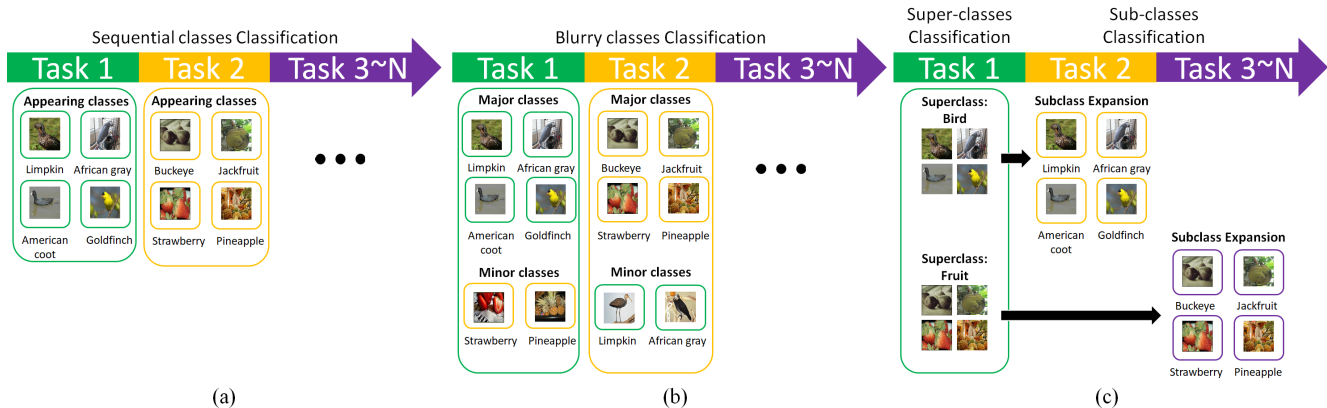 Sequential classes Classification
Task 1 Task 2 Task 3~N
Appearing classes
Limpkin African gray
American coot Goldfinch
Appearing classes
Buckeye Jackfruit
Strawberry Pineapple
(a)
Blurry classes Classification
Task 1 Task 2 Task 3~N
Major classes
Limpkin African gray
American coot Goldfinch
Minor classes
Strawberry Pineapple
Major classes
Buckeye Jackfruit
Strawberry Pineapple
Minor classes
Limpkin African gray
(b)
Super-classes
Classification
Sub-classes
Classification
Task 1 Task 2 Task 3~N
Superclass:
Bird
Subclass Expansion
Limpkin African gray
American coot Goldfinch
Superclass:
Fruit
Subclass Expansion
Buckeye Jackfruit
Strawberry Pineapple
(c)